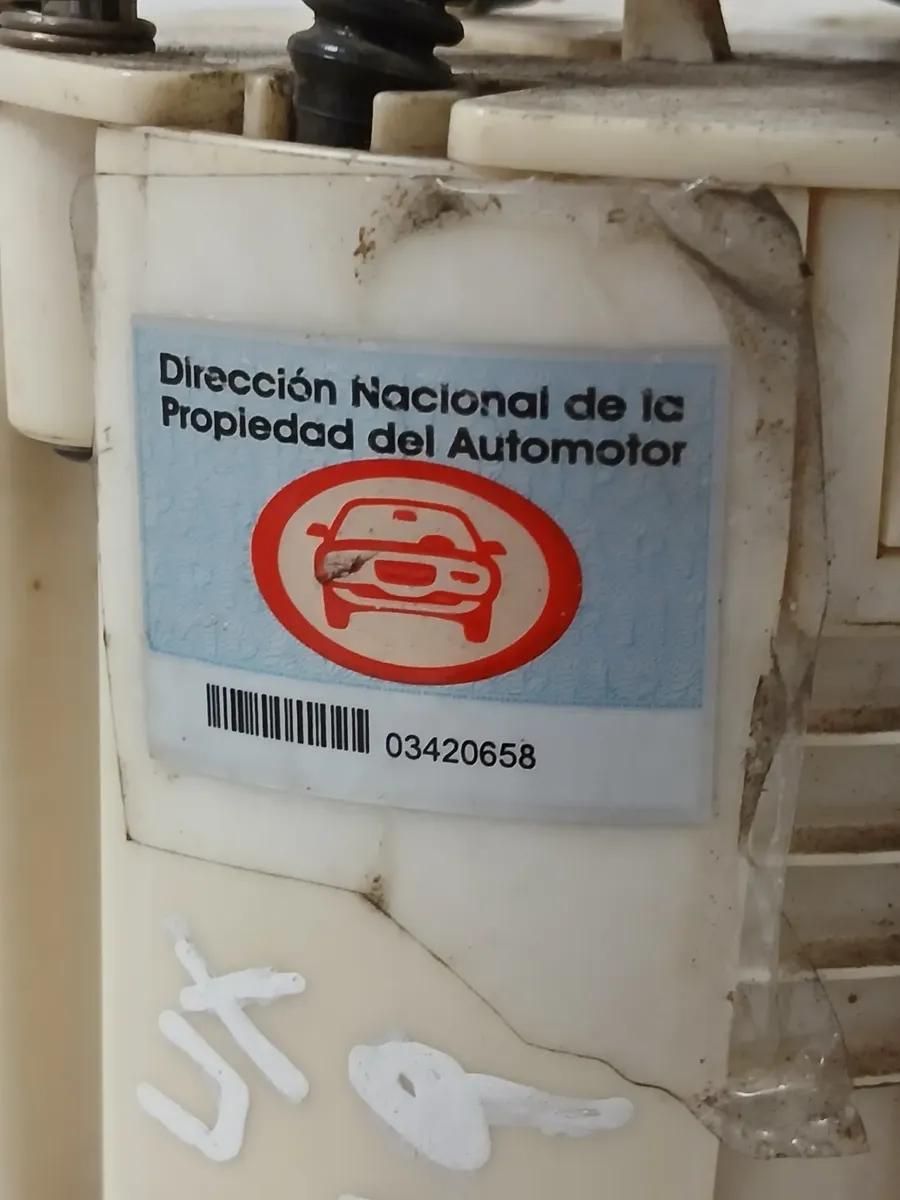 Dirección Nacional de la
Propiedad del Automotor
03420658